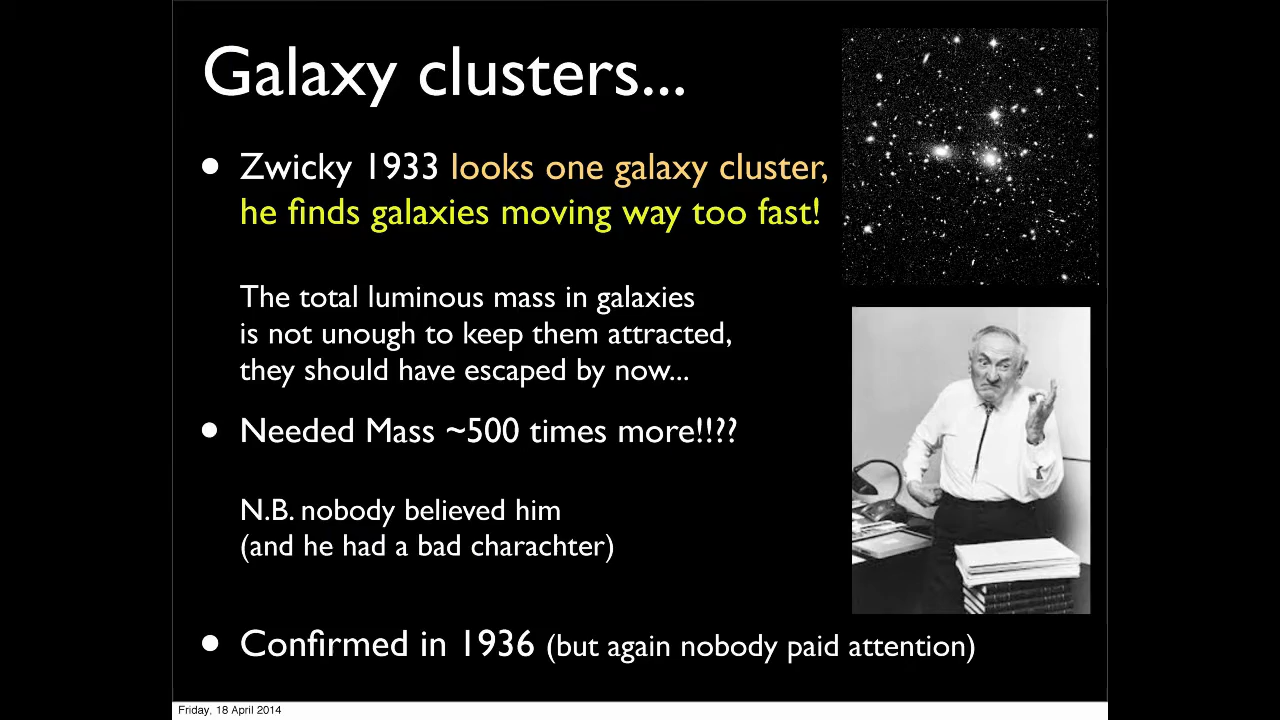 Galaxy clusters...
• Zwicky 1933 looks one galaxy cluster,
he finds galaxies moving way too fast!
The total luminous mass in galaxies
is not unough to keep them attracted,
they should have escaped by now...
• Needed Mass ~500 times more!!??
N.B. nobody believed him
(and he had a bad charachter)
• Confirmed in 1936 (but again nobody paid attention)
Friday, 18 April 2014